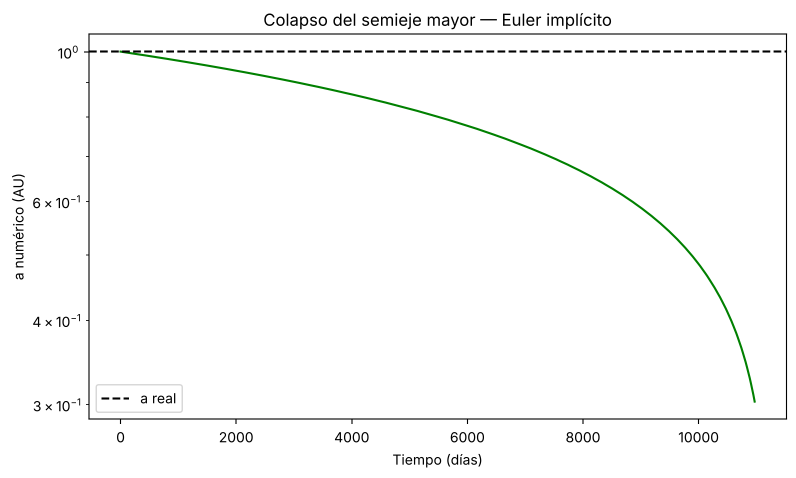 Colapso del semieje mayor — Euler implícito
10⁰
6 × 10⁻¹
4 × 10⁻¹
3 × 10⁻¹
a numérico (AU)
a real
0 2000 4000 6000 8000 10000
Tiempo (días)